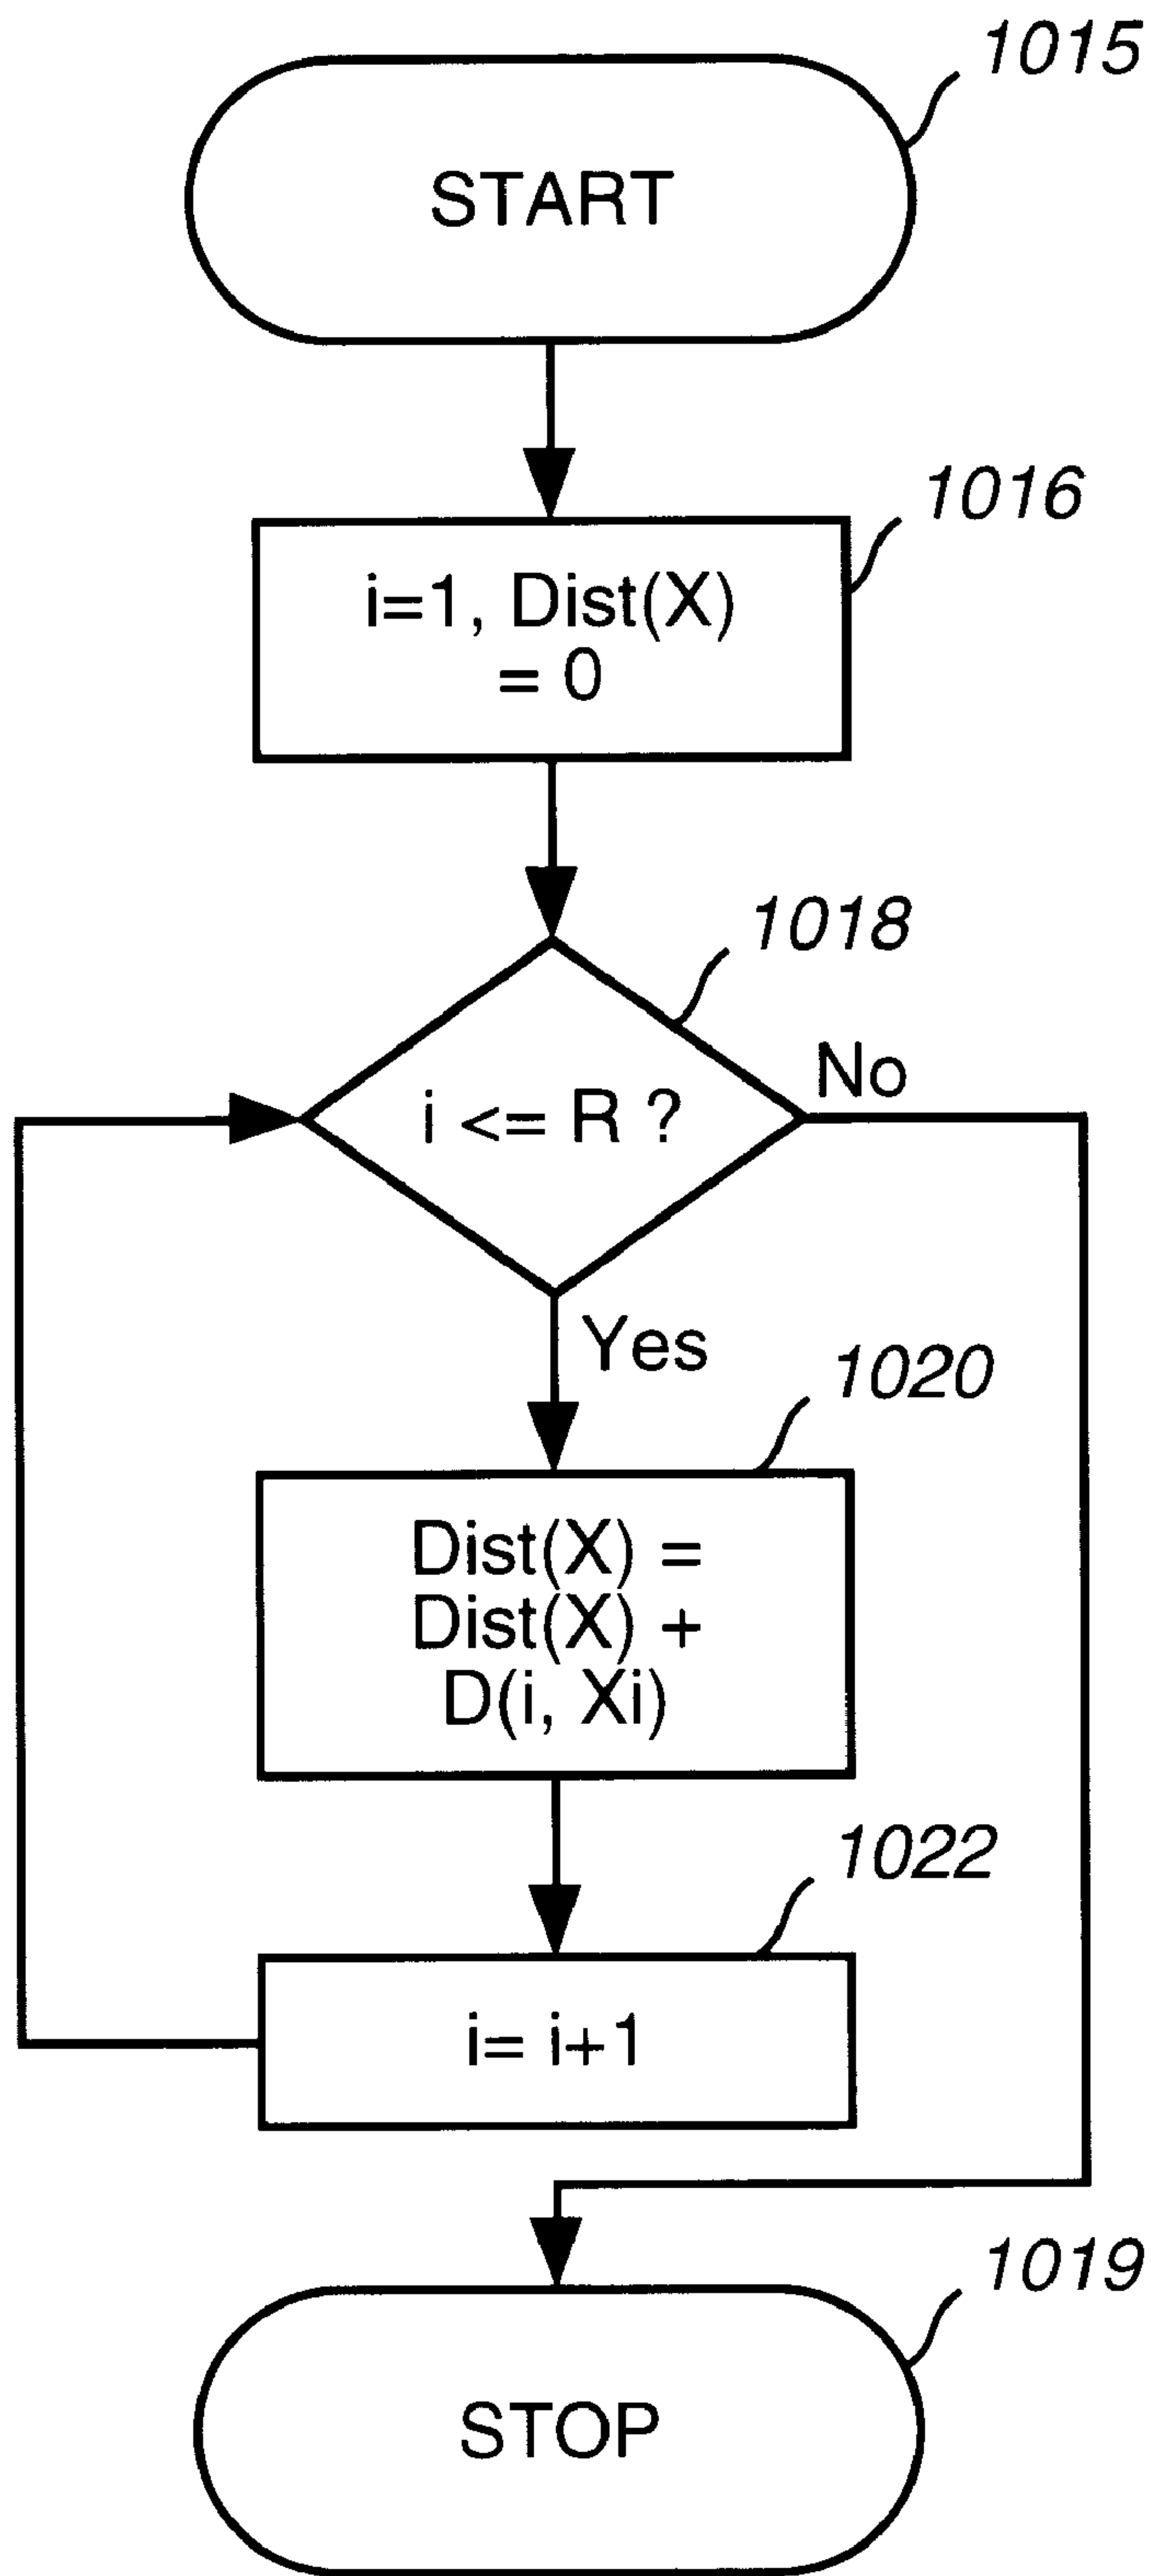 1015
START
1016
i=1, Dist(X)
= 0
1018
i <= R ?
No
Yes
1020
Dist(X) =
Dist(X) +
D(i, Xi)
1022
i= i+1
1019
STOP